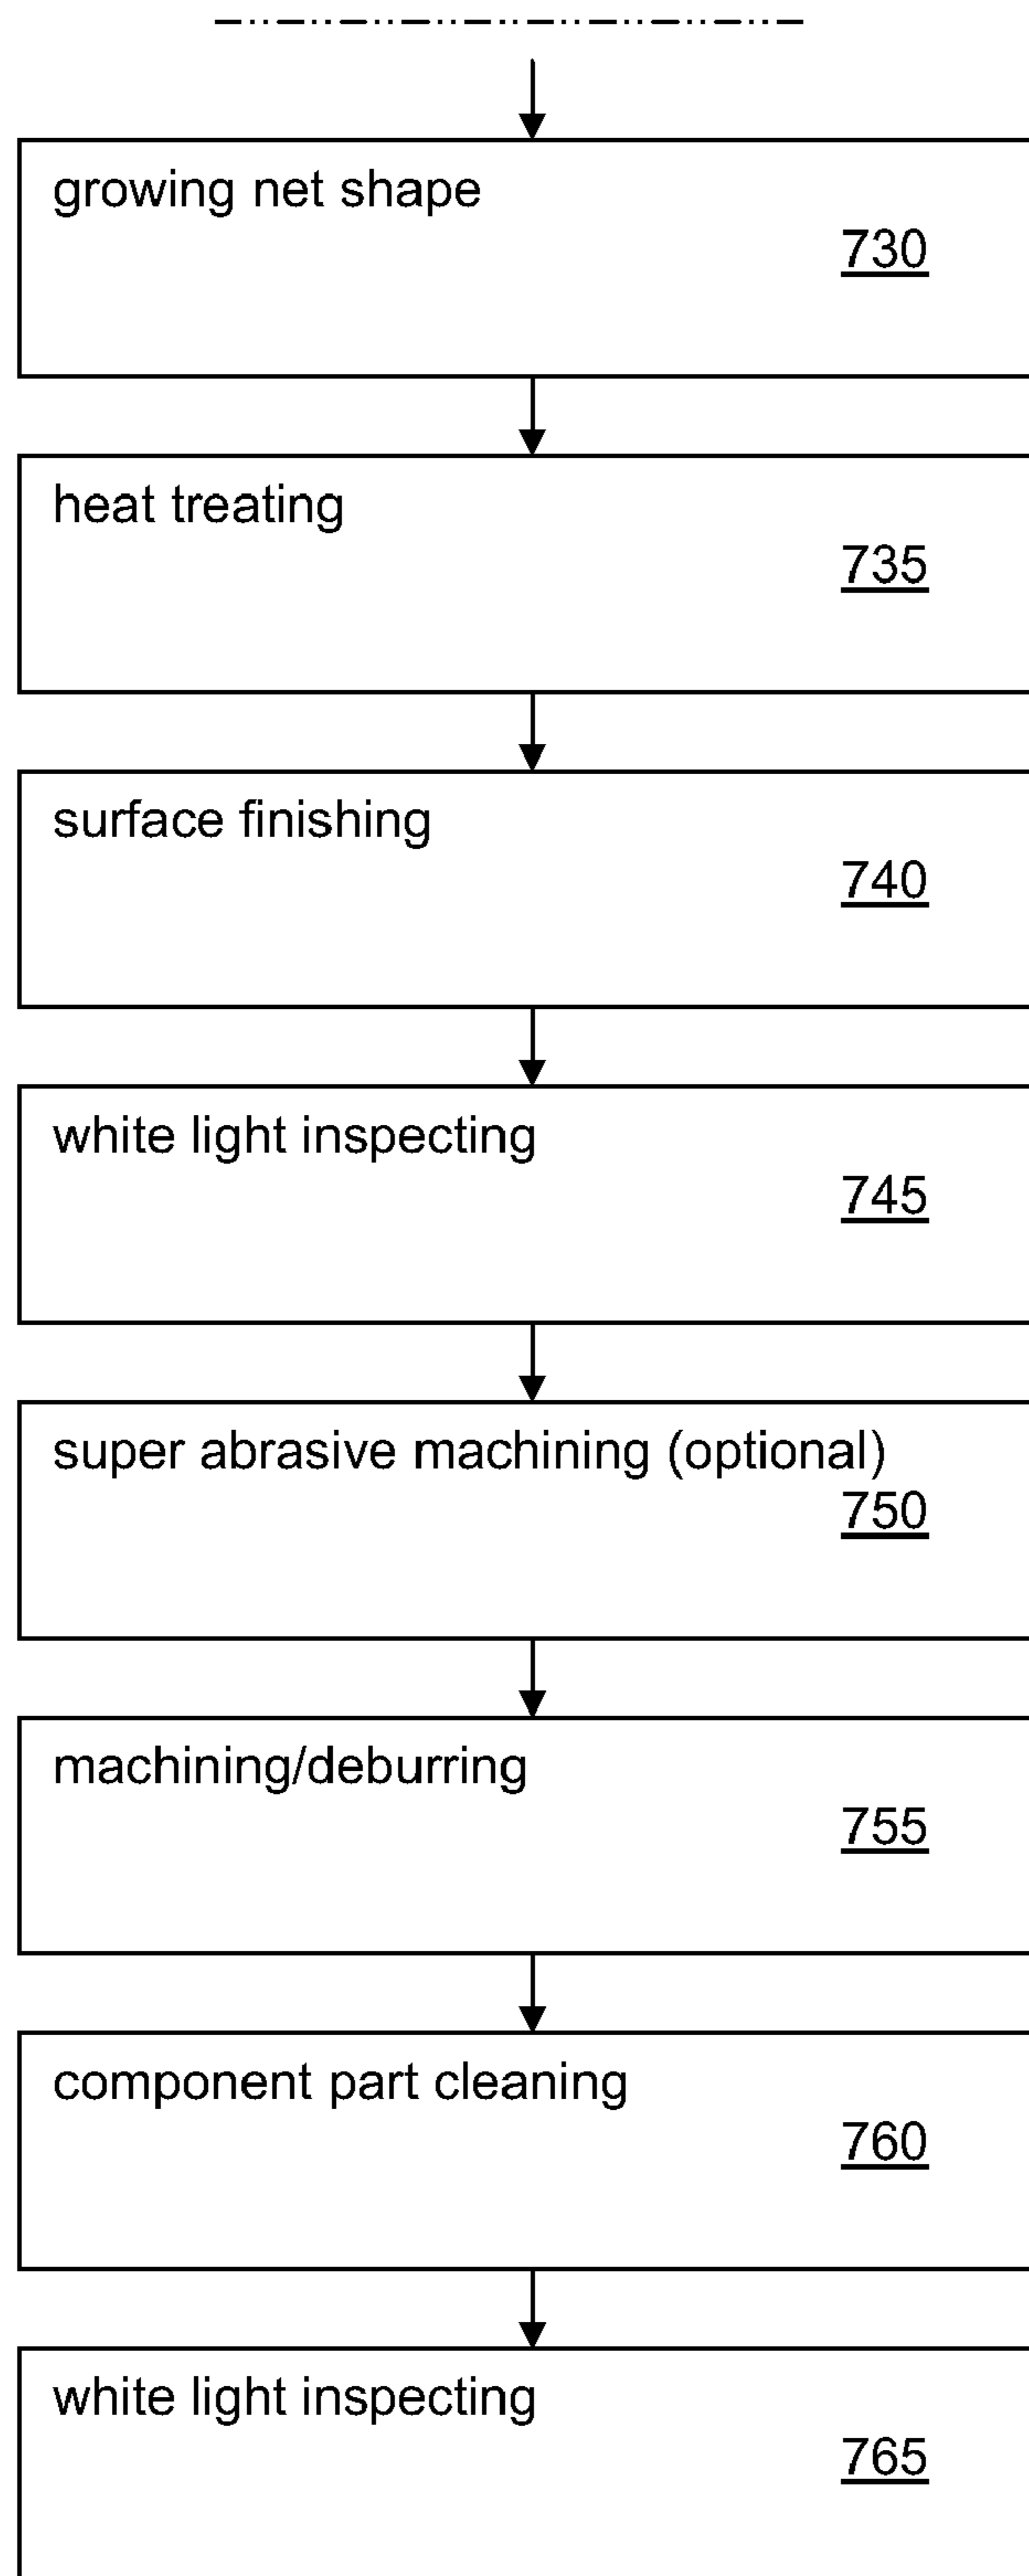 growing net shape
730
heat treating
735
surface finishing
740
white light inspecting
745
super abrasive machining (optional)
750
machining/deburring
755
component part cleaning
760
white light inspecting
765